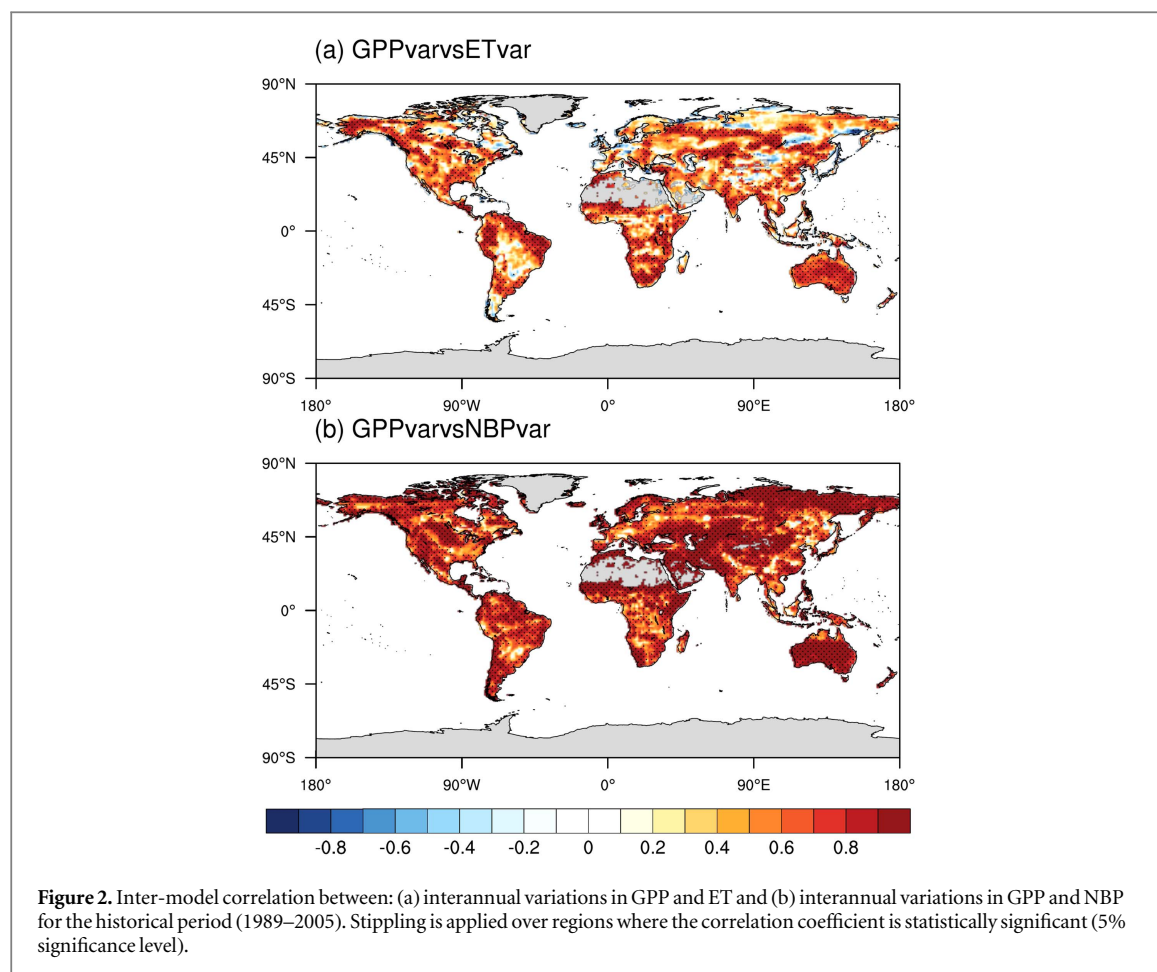 (a) GPPvarvsETvar
90°N
45°N
0°
45°S
90°S
180° 90°W 0° 90°E 180°
(b) GPPvarvsNBPvar
90°N
45°N
0°
45°S
90°S
180° 90°W 0° 90°E 180°
-0.8 -0.6 -0.4 -0.2 0 0.2 0.4 0.6 0.8
Figure 2. Inter-model correlation between: (a) interannual variations in GPP and ET and (b) interannual variations in GPP and NBP
for the historical period (1989–2005). Stippling is applied over regions where the correlation coefficient is statistically significant (5%
significance level).